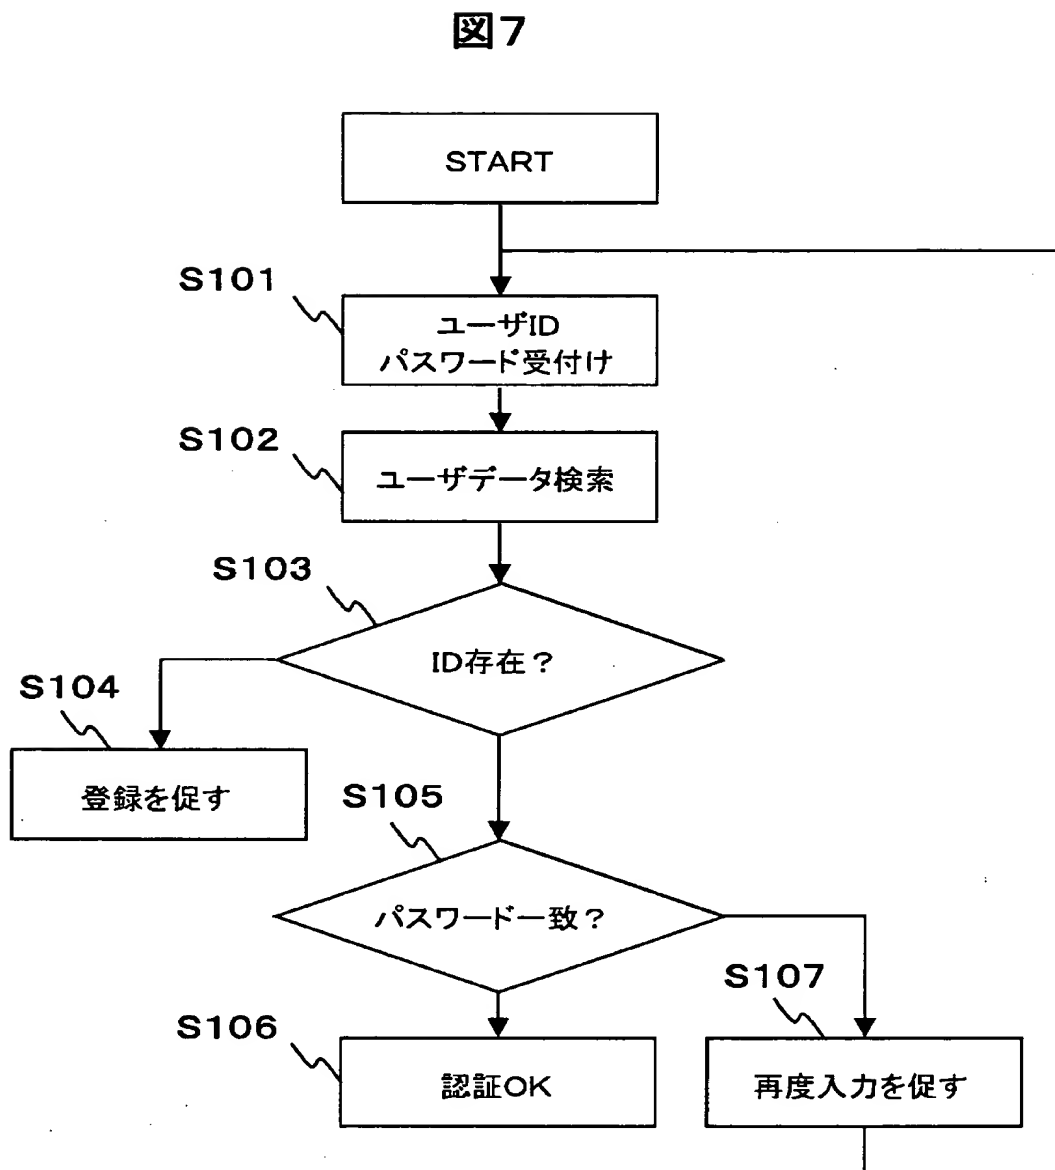 図7
START
S101
ユーザID
パスワード受付け
S102
ユーザデータ検索
S103
ID存在?
S104
登録を促す
S105
パスワード一致?
S107
S106
認証OK
再度入力を促す